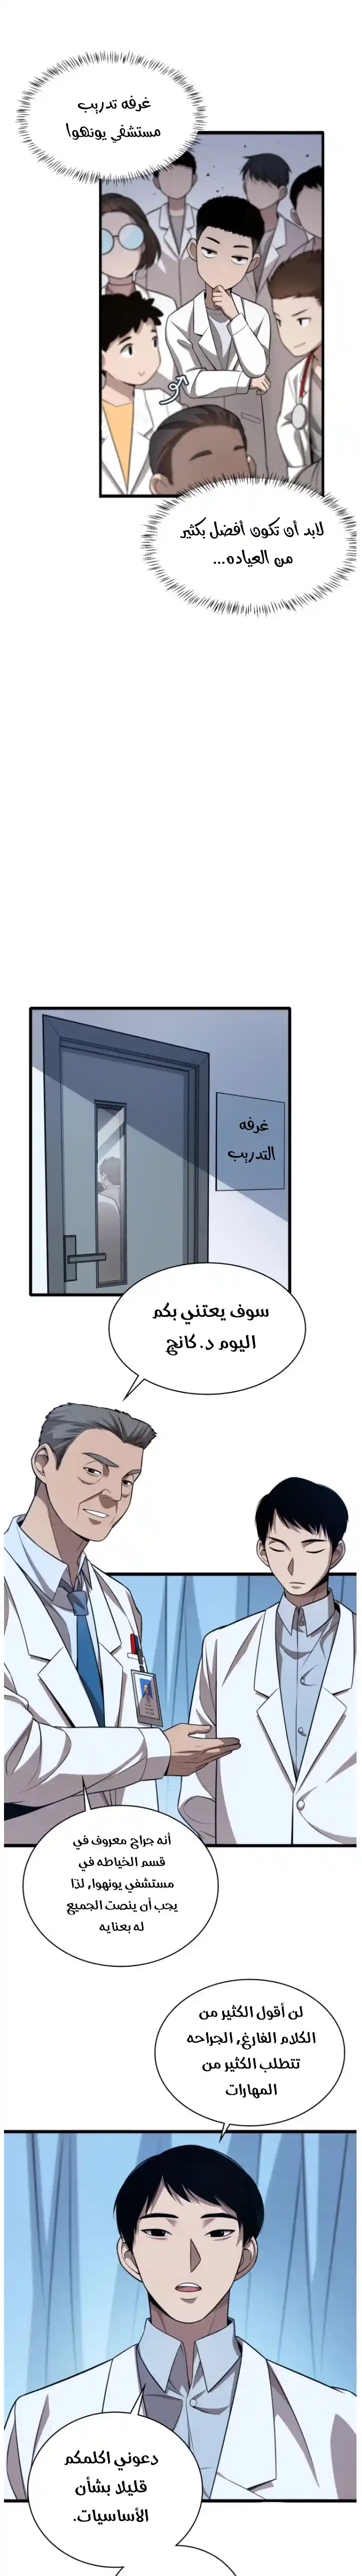 غرفه تدريب
مستشفي يونهوا
لابد أن تكون أفضل بكثير
من العياده...
غرفه
التدريب
سوف يعتني بكم
اليوم د. كانج
أنه جراح معروف في
قسم الخياطه في
مستشفي يونهوا, لذا
يجب أن ينصت الجميع
له بعنايه
لن أقول الكثير من
الكلام الفارغ, الجراحه
تتطلب الكثير من
المهارات
دعوني اكلمكم
قليلا بشأن
الأساسيات.